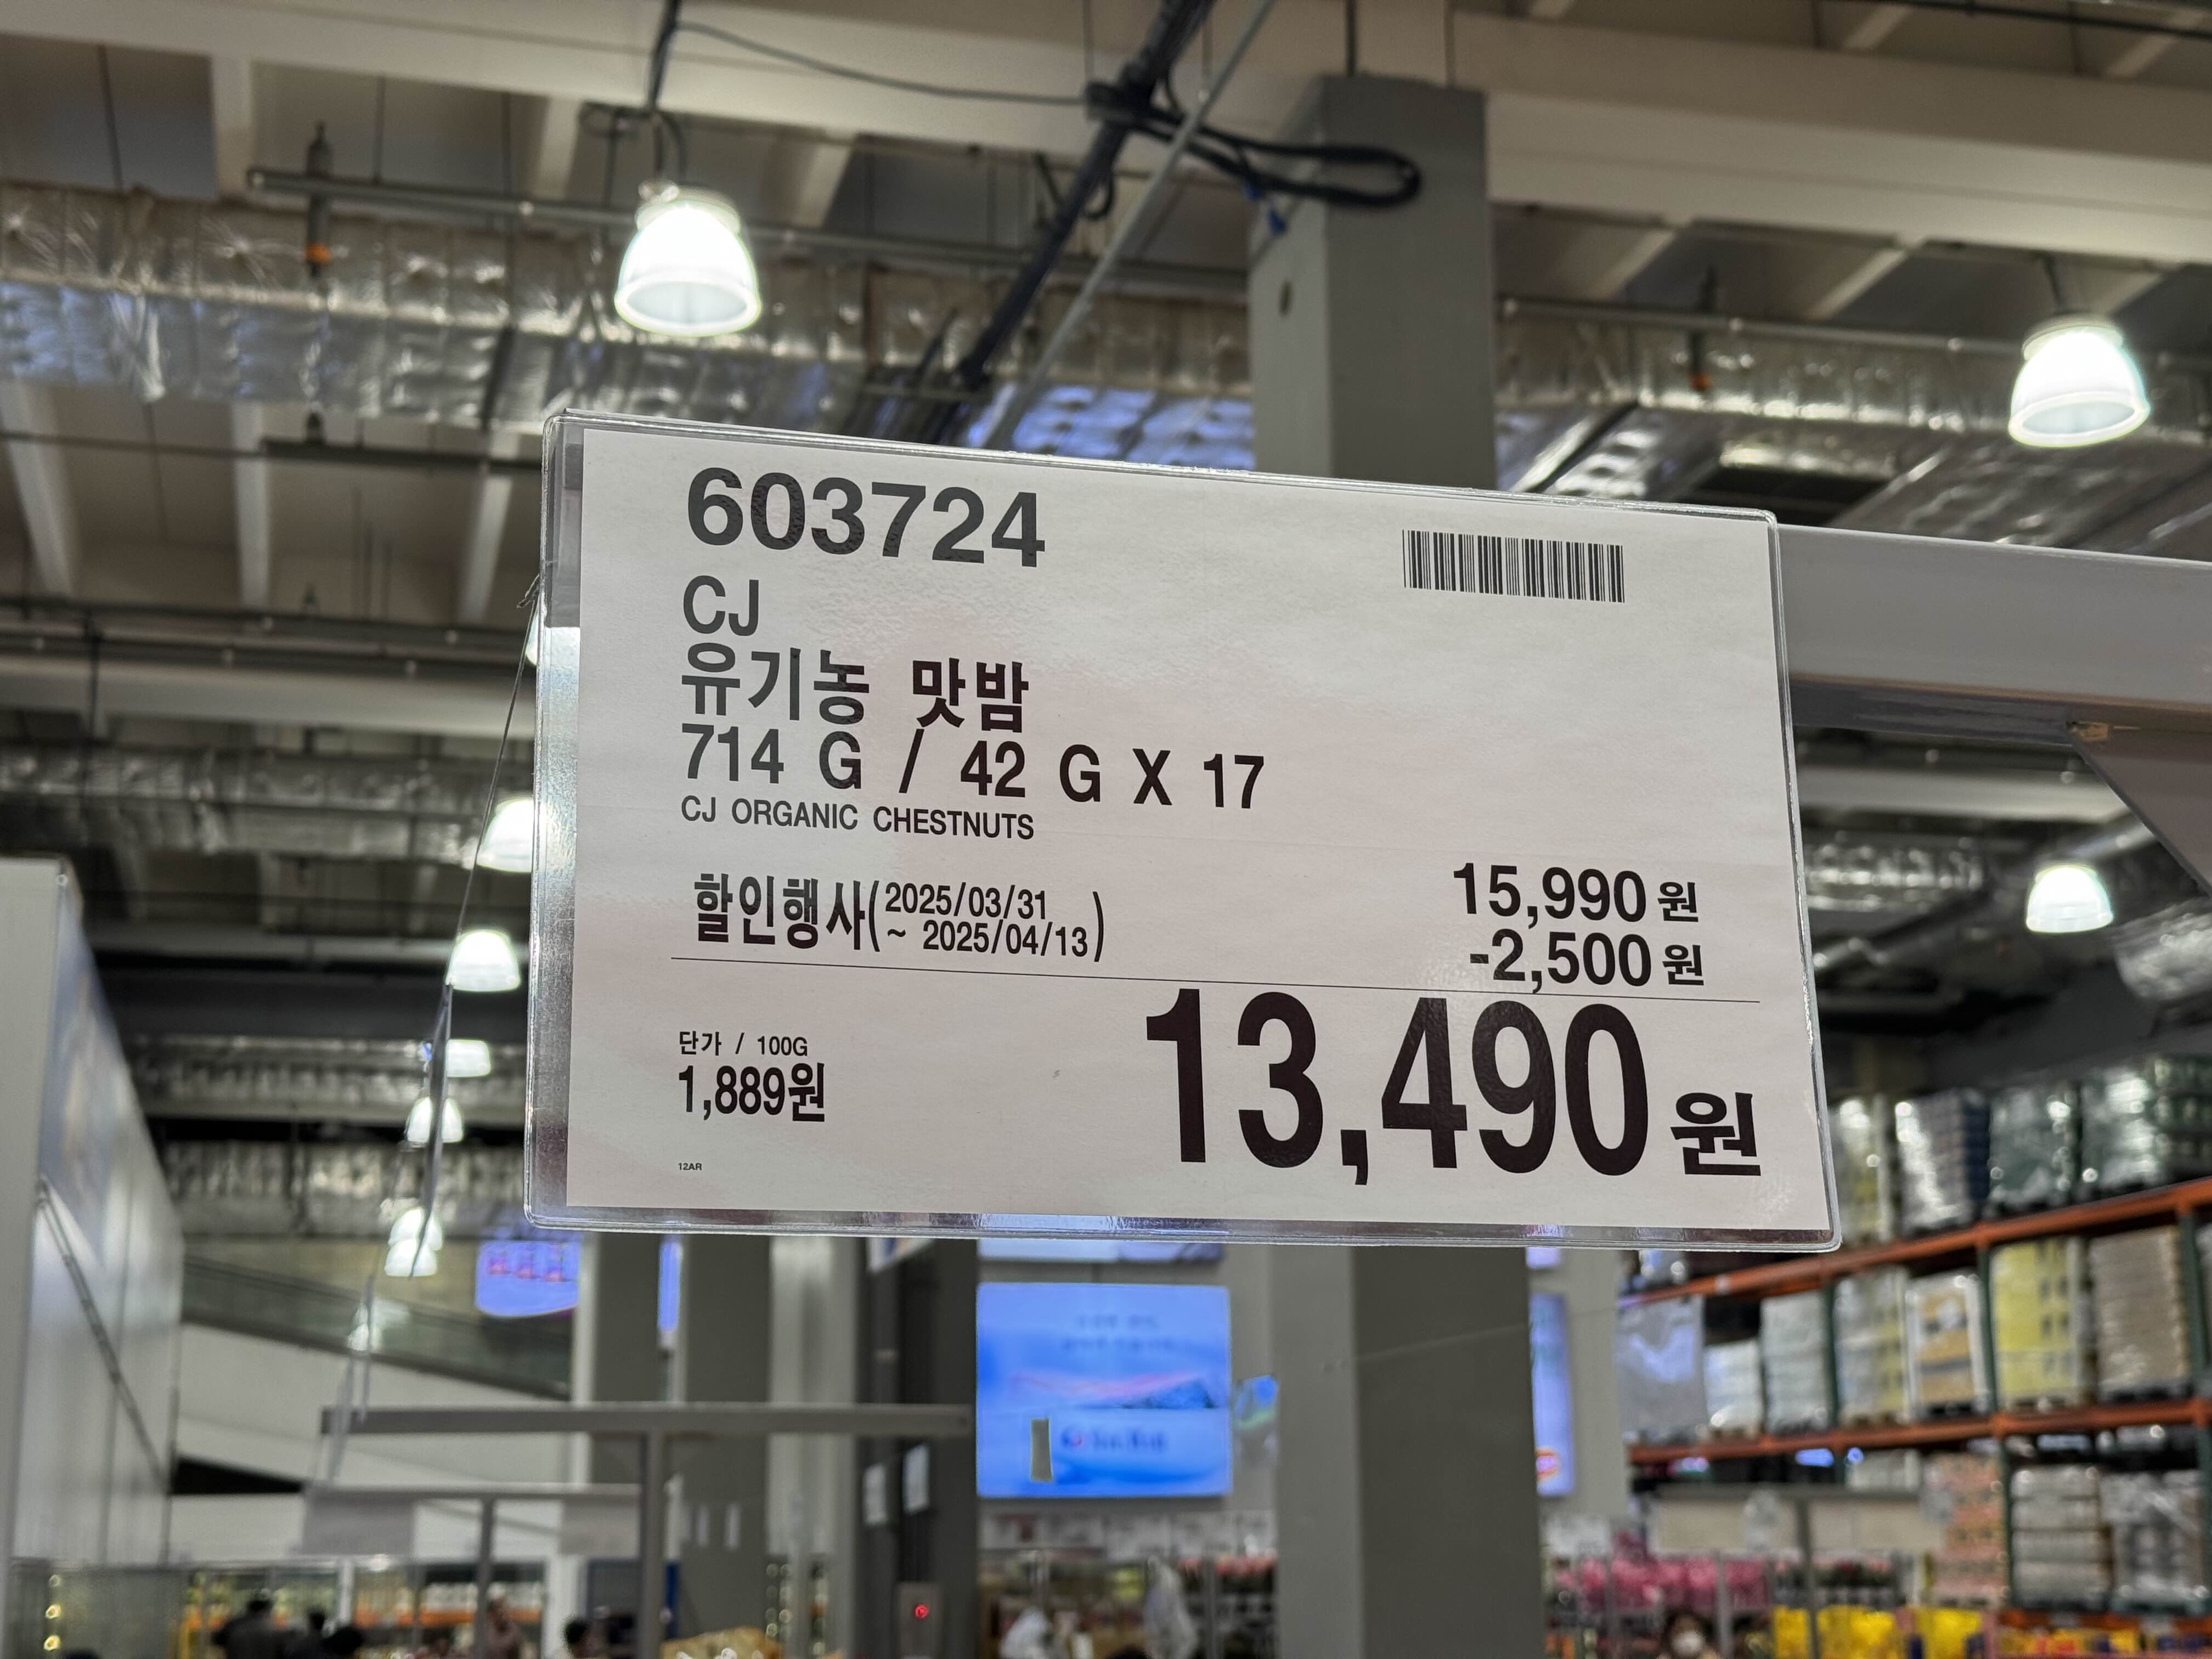 603724
CJ
유기농 맛밤
714 G / 42 G X 17
CJ ORGANIC CHESTNUTS
15,990 원
할인행사(2025/03/31
~ 2025/04/13)
-2,500 원
13,490 원
단가 / 100G
1,889원
12AR